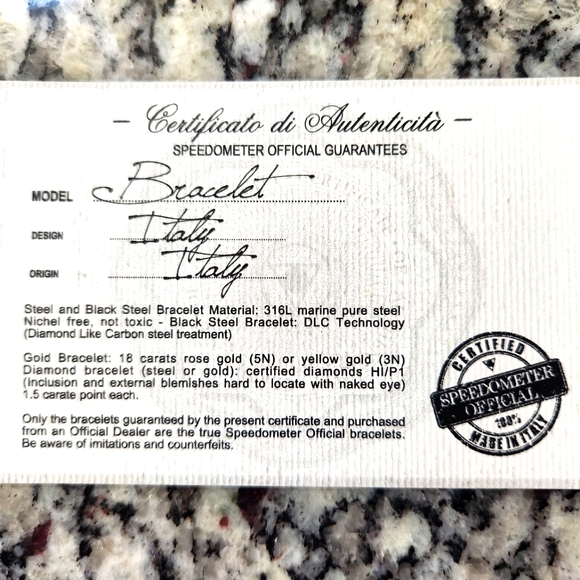 Certificato di Autenticità
SPEEDOMETER OFFICIAL GUARANTEES
MODEL Bracelet
DESIGN Italy
ORIGIN Italy
Steel and Black Steel Bracelet Material: 316L marine pure steel
Nichel free, not toxic - Black Steel Bracelet: DLC Technology
(Diamond Like Carbon steel treatment)
Gold Bracelet: 18 carats rose gold (5N) or yellow gold (3N)
Diamond bracelet (steel or gold): certified diamonds HI/P1
(Inclusion and external blemishes hard to locate with naked eye)
1.5 carate point each.
Only the bracelets guaranteed by the present certificate and purchased
from an Official Dealer are the true Speedometer Official bracelets.
Be aware of imitations and counterfeits.
CERTIFIED
SPEEDOMETER
OFFICIAL
100%
MADE IN ITALY